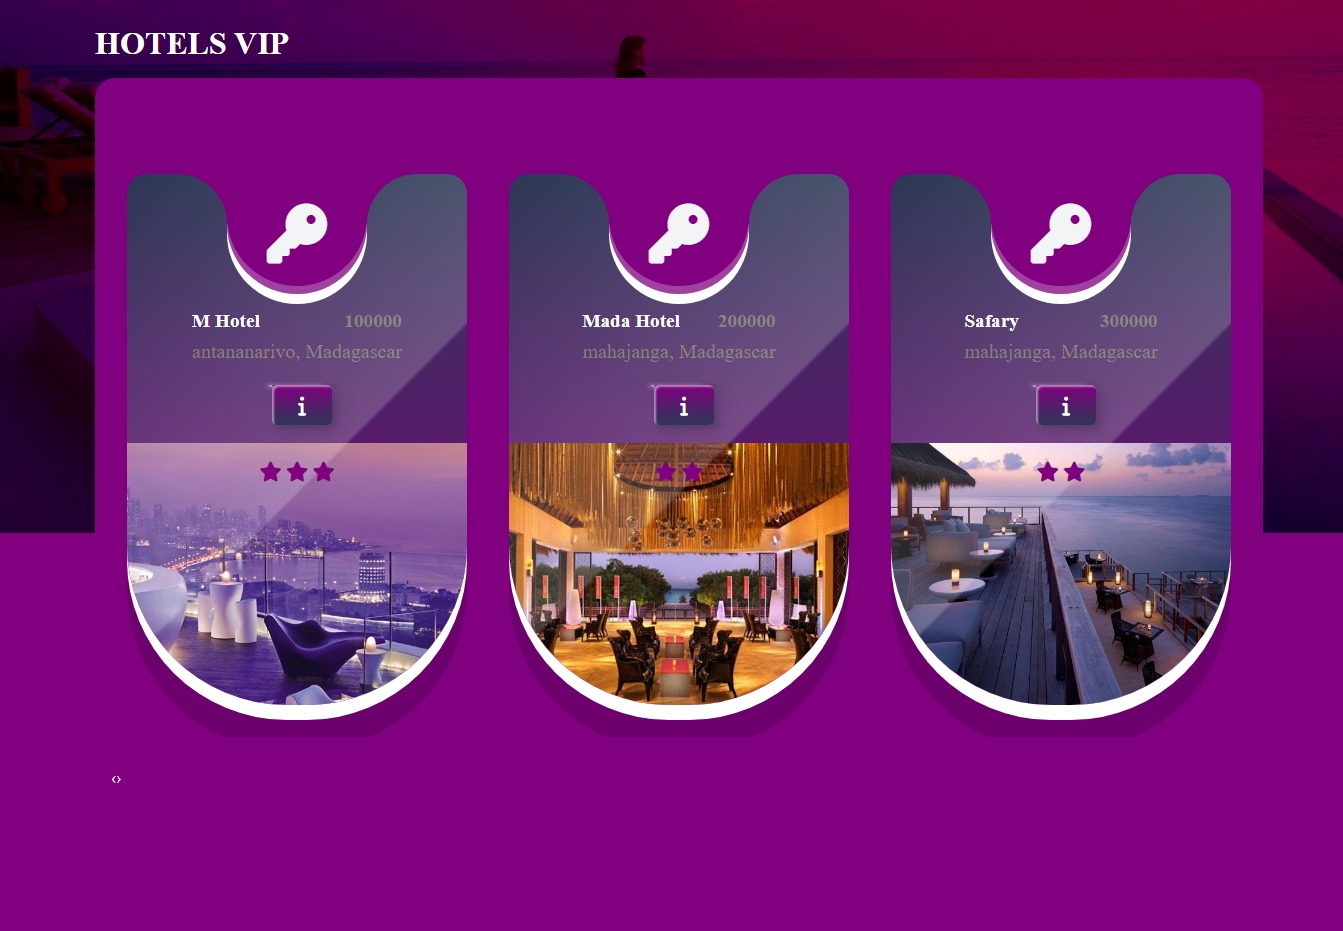 HOTELS VIP
M Hotel 100000
antananarivo, Madagascar
i
Mada Hotel 200000
mahajanga, Madagascar
i
Safary 300000
mahajanga, Madagascar
i
‹›